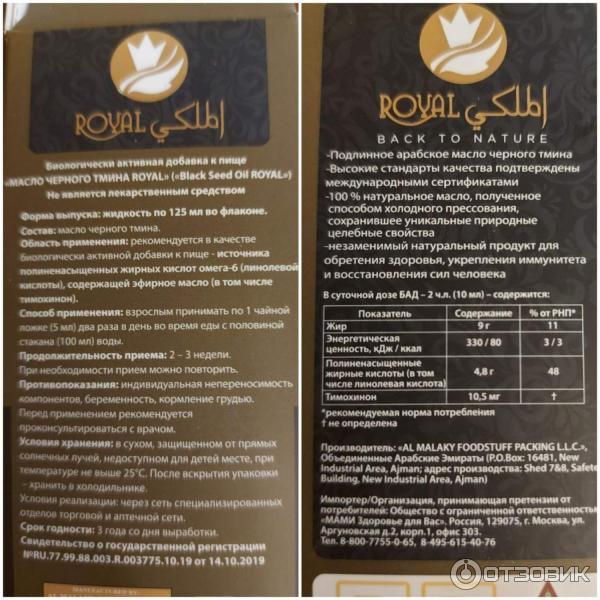 ROYAL الملكي
Биологически активная добавка к пище
«МАСЛО ЧЕРНОГО ТМИНА ROYAL» («Black Seed Oil ROYAL»)
Не является лекарственным средством
Форма выпуска: жидкость по 125 мл во флаконе.
Состав: масло черного тмина.
Область применения: рекомендуется в качестве
биологически активной добавки к пище - источника
полиненасыщенных жирных кислот омега-6 (линолевой
кислоты), содержащей эфирное масло (в том числе
тимохинон).
Способ применения: взрослым принимать по 1 чайной
ложке (5 мл) два раза в день во время еды с половиной
стакана (100 мл) воды.
Продолжительность приема: 2 – 3 недели.
При необходимости прием можно повторить.
Противопоказания: индивидуальная непереносимость
компонентов, беременность, кормление грудью.
Перед применением рекомендуется
проконсультироваться с врачом.
Условия хранения: в сухом, защищенном от прямых
солнечных лучей, недоступном для детей месте, при
температуре не выше 25°С. После вскрытия упаковки
- хранить в холодильнике.
Условия реализации: через сеть специализированных
отделов торговой и аптечной сети.
Срок годности: 3 года со дня выработки.
Свидетельство о государственной регистрации
№RU.77.99.88.003.R.003775.10.19 от 14.10.2019
MANUFACTURED BY:
ROYAL الملكي
BACK TO NATURE
-Подлинное арабское масло черного тмина
-Высокие стандарты качества подтверждены
международными сертификатами
-100 % натуральное масло, полученное
способом холодного прессования,
сохранившее уникальные природные
целебные свойства
-незаменимый натуральный продукт для
обретения здоровья, укрепления иммунитета
и восстановления сил человека
В суточной дозе БАД – 2 ч.л. (10 мл) – содержится:
Показатель Содержание % от РНП*
Жир 9 г 11
Энергетическая
ценность, кДж / ккал 330 / 80 3 / 3
Полиненасыщенные
жирные кислоты (в том
числе линолевая кислота) 4,8 г 48
Тимохинон 10,5 мг †
*рекомендуемая норма потребления
† не определена
Производитель: «AL MALAKY FOODSTUFF PACKING L.L.C.»,
Объединенные Арабские Эмираты (P.O.Box: 16481, New
Industrial Area, Ajman; адрес производства: Shed 7&8,
Building, New Industrial Area, Ajman)
Импортер/Организация, принимающая претензии от
потребителей: Общество с ограниченной ответственностью
«МАМИ Здоровье для Вас». Россия, 129075, г. Москва, ул.
Аргуновская д.2, корп.1, офис 303.
Тел. 8-800-7755-0-65, 8-495-615-40-76
ОТЗОВИК